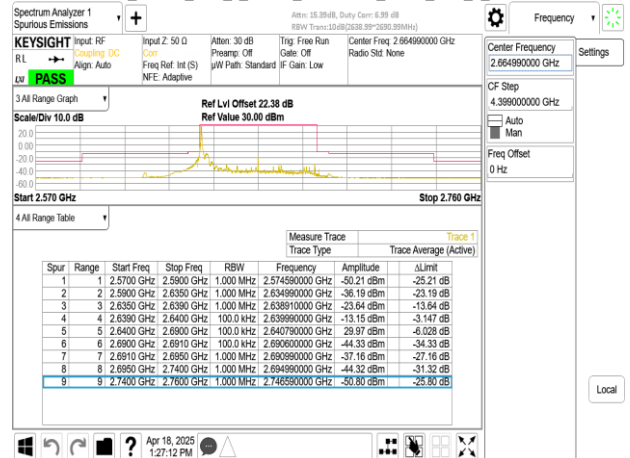 Spectrum Analyzer 1
Spurious Emissions
Attn: 15.39dB, Duty Corr: 6.99 dB
RBW Trans:10dB(2638.99~2690.99MHz)
Frequency
KEYSIGHT Input: RF Input Z: 50 Ω Atten: 30 dB Trig: Free Run Center Freq: 2.664990000 GHz
RL Coupling: DC Corr Preamp: Off Gate: Off Radio Std: None
Align: Auto Freq Ref: Int (S) µW Path: Standard IF Gain: Low
NFE: Adaptive
LXI PASS
Center Frequency
2.664990000 GHz
Settings
CF Step
4.399000000 GHz
Auto
Man
Freq Offset
0 Hz
3 All Range Graph
Ref Lvl Offset 22.38 dB
Scale/Div 10.0 dB Ref Value 30.00 dBm
20.0
0.00
-20.0
-40.0
-60.0
Start 2.570 GHz Stop 2.760 GHz
4 All Range Table
Measure Trace Trace 1
Trace Type Trace Average (Active)
Spur Range Start Freq Stop Freq RBW Frequency Amplitude ΔLimit
1 1 2.5700 GHz 2.5900 GHz 1.000 MHz 2.574590000 GHz -50.21 dBm -25.21 dB
2 2 2.5900 GHz 2.6350 GHz 1.000 MHz 2.634990000 GHz -36.19 dBm -23.19 dB
3 3 2.6350 GHz 2.6390 GHz 1.000 MHz 2.638910000 GHz -23.64 dBm -13.64 dB
4 4 2.6390 GHz 2.6400 GHz 100.0 kHz 2.639990000 GHz -13.15 dBm -3.147 dB
5 5 2.6400 GHz 2.6900 GHz 100.0 kHz 2.640790000 GHz 29.97 dBm -6.028 dB
6 6 2.6900 GHz 2.6910 GHz 100.0 kHz 2.690600000 GHz -44.33 dBm -34.33 dB
7 7 2.6910 GHz 2.6950 GHz 1.000 MHz 2.690990000 GHz -37.16 dBm -27.16 dB
8 8 2.6950 GHz 2.7400 GHz 1.000 MHz 2.694990000 GHz -44.32 dBm -31.32 dB
9 9 2.7400 GHz 2.7600 GHz 1.000 MHz 2.746590000 GHz -50.80 dBm -25.80 dB
Local
Apr 18, 2025
1:27:12 PM